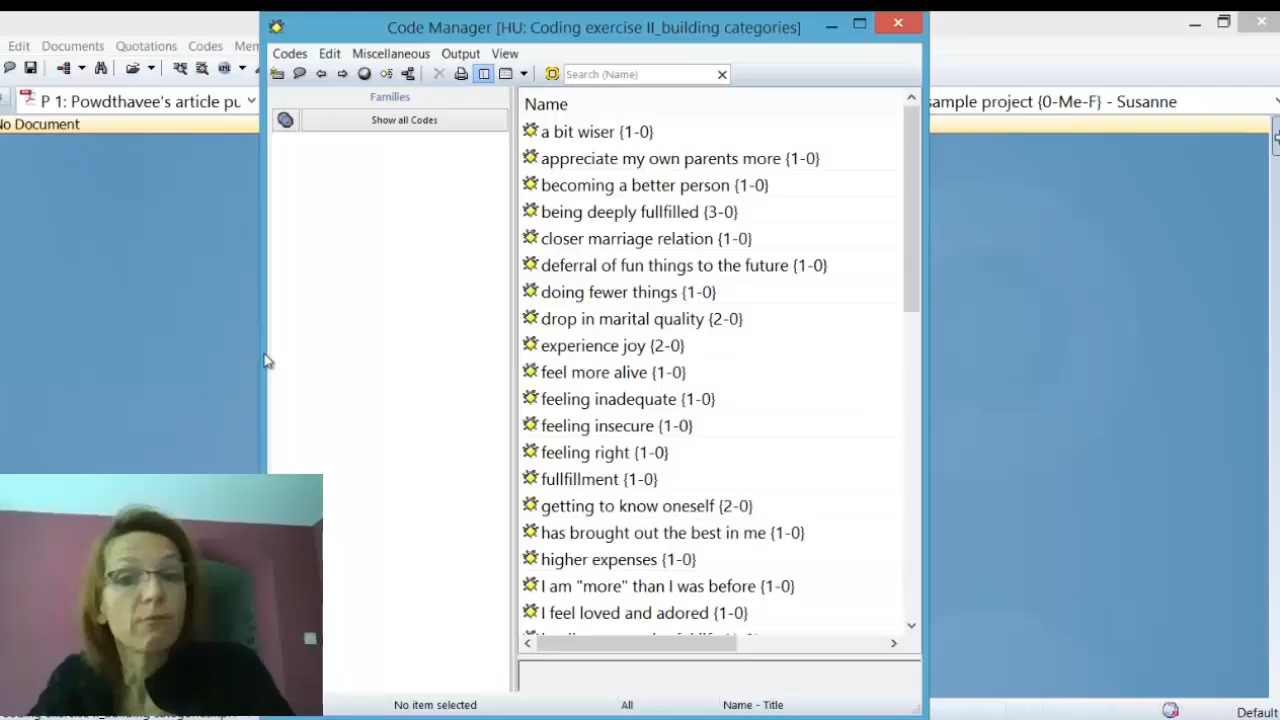 Code Manager [HU: Coding exercise II_building categories]
Edit Documents Quotations Codes
Codes Edit Miscellaneous Output View
Search (Name)
P 1: Powdthavee's article
sample project {0-Me-F} - Susanne
No Document
Families
Show all Codes
Name
a bit wiser {1-0}
appreciate my own parents more {1-0}
becoming a better person {1-0}
being deeply fullfilled {3-0}
closer marriage relation {1-0}
deferral of fun things to the future {1-0}
doing fewer things {1-0}
drop in marital quality {2-0}
experience joy {2-0}
feel more alive {1-0}
feeling inadequate {1-0}
feeling insecure {1-0}
feeling right {1-0}
fullfillment {1-0}
getting to know oneself {2-0}
has brought out the best in me {1-0}
higher expenses {1-0}
I am "more" than I was before {1-0}
I feel loved and adored {1-0}
No item selected
All
Name - Title
Default